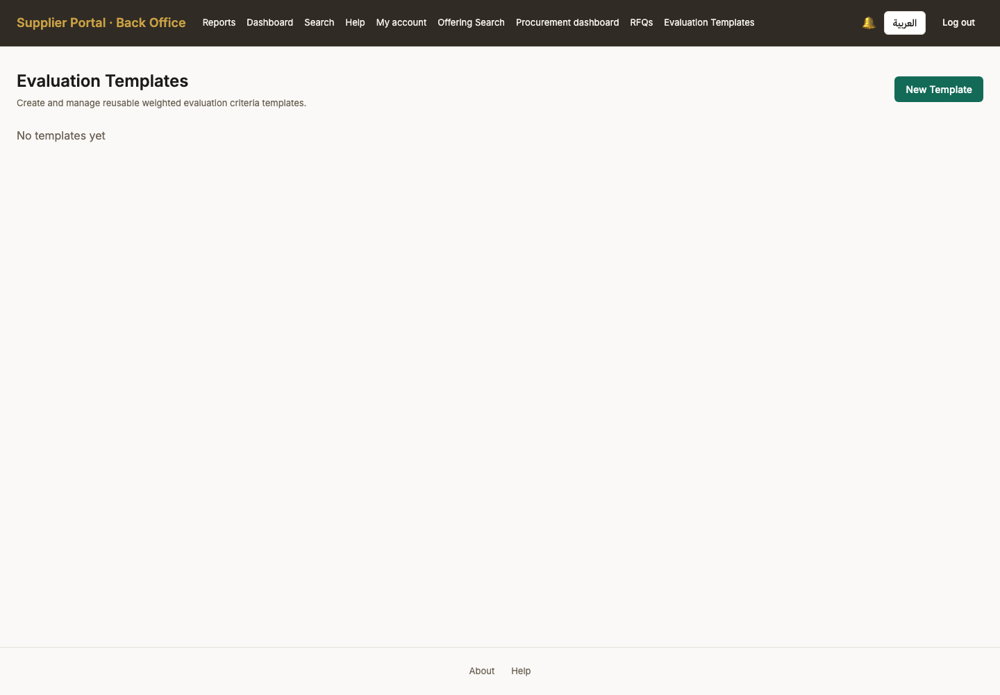 Supplier Portal · Back Office Reports Dashboard Search Help My account Offering Search Procurement dashboard RFQs Evaluation Templates العربية Log out
Evaluation Templates
New Template
Create and manage reusable weighted evaluation criteria templates.
No templates yet
About Help